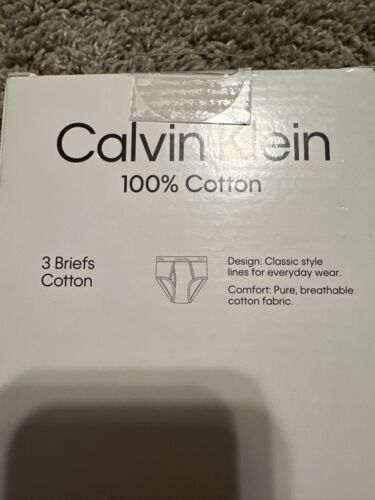 Calvin Klein
100% Cotton
3 Briefs
Cotton
Design: Classic style
lines for everyday wear.
Comfort: Pure, breathable
cotton fabric.